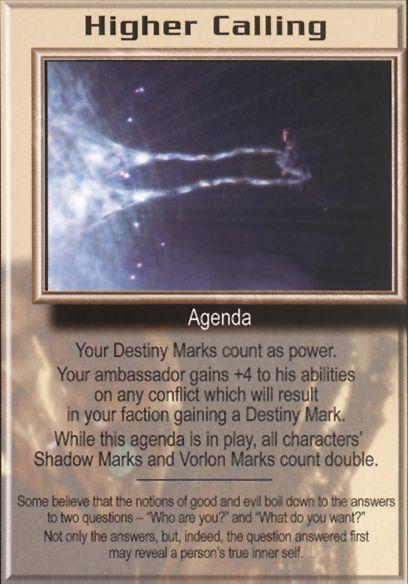 Higher Calling
Agenda
Your Destiny Marks count as power.
Your ambassador gains +4 to his abilities
on any conflict which will result
in your faction gaining a Destiny Mark.
While this agenda is in play, all characters'
Shadow Marks and Vorlon Marks count double.
Some believe that the notions of good and evil boil down to the answers
to two questions – “Who are you?” and “What do you want?”
Not only the answers, but, indeed, the question answered first
may reveal a person's true inner self.